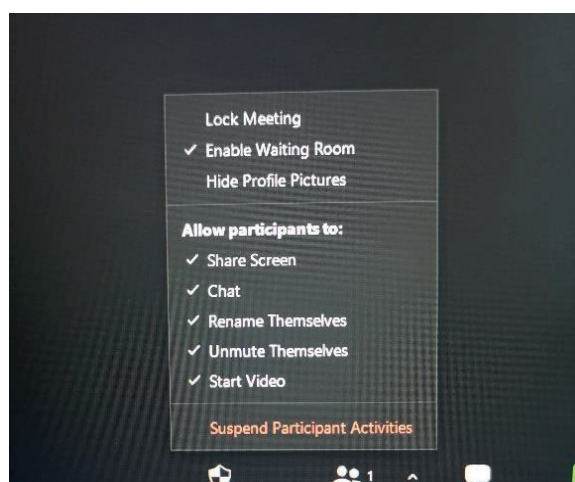 Lock Meeting
Enable Waiting Room
Hide Profile Pictures
Allow participants to:
Share Screen
Chat
Rename Themselves
Unmute Themselves
Start Video
Suspend Participant Activities
1